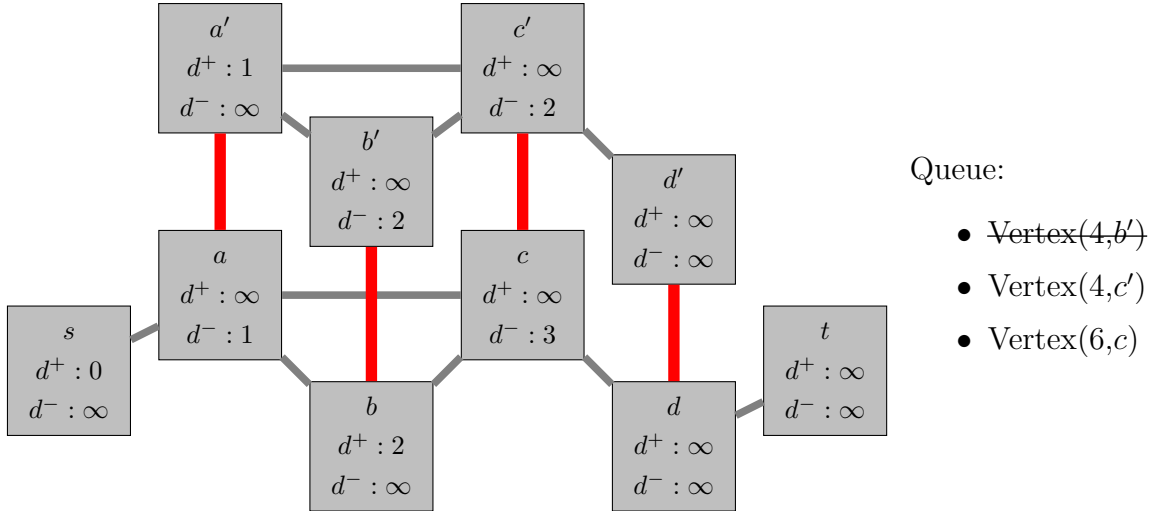 a′
d⁺ : 1
d⁻ : ∞
c′
d⁺ : ∞
d⁻ : 2
b′
d⁺ : ∞
d⁻ : 2
d′
d⁺ : ∞
d⁻ : ∞
a
d⁺ : ∞
d⁻ : 1
c
d⁺ : ∞
d⁻ : 3
s
d⁺ : 0
d⁻ : ∞
b
d⁺ : 2
d⁻ : ∞
d
d⁺ : ∞
d⁻ : ∞
t
d⁺ : ∞
d⁻ : ∞
Queue:
• Vertex(4,b′)
• Vertex(4,c′)
• Vertex(6,c)